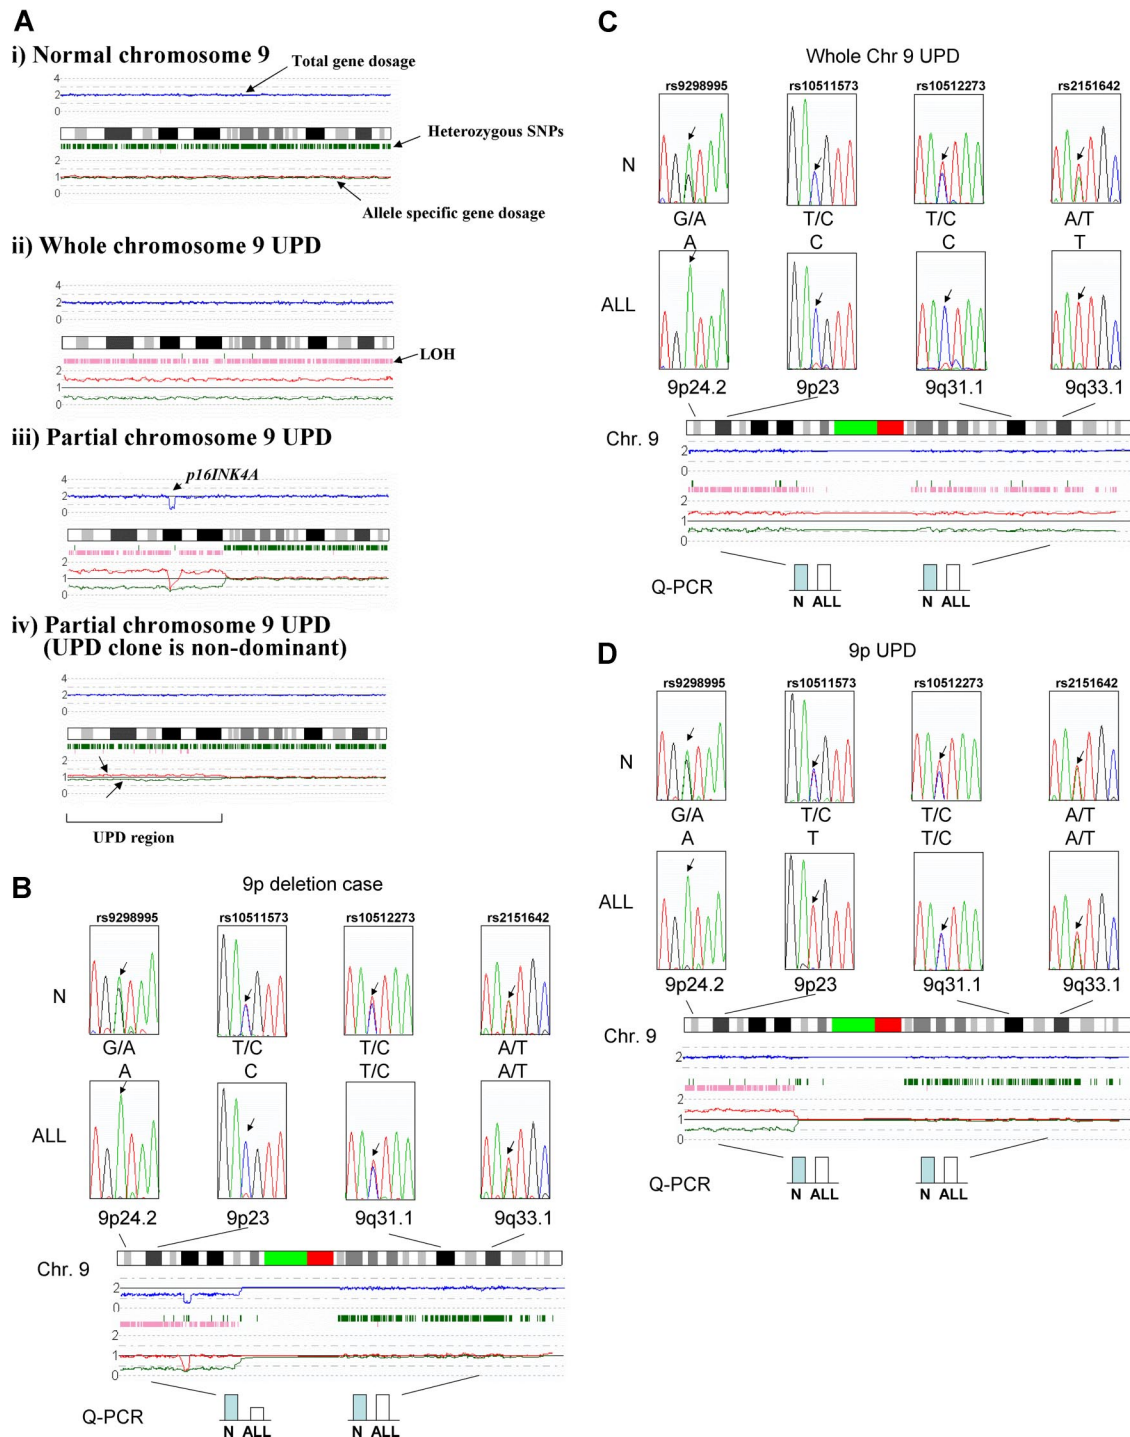 A
i) Normal chromosome 9
Total gene dosage
4
2
0
Heterozygous SNPs
2
1
0
Allele specific gene dosage
ii) Whole chromosome 9 UPD
4
2
0
LOH
2
1
0
iii) Partial chromosome 9 UPD
p16INK4A
4
2
0
2
1
0
iv) Partial chromosome 9 UPD
(UPD clone is non-dominant)
4
2
0
2
1
0
UPD region
B
9p deletion case
rs9298995 rs10511573 rs10512273 rs2151642
N
G/A T/C T/C A/T
A C T/C A/T
ALL
9p24.2 9p23 9q31.1 9q33.1
Chr. 9
2
0
2
1
0
Q-PCR
N ALL N ALL
C
Whole Chr 9 UPD
rs9298995 rs10511573 rs10512273 rs2151642
N
G/A T/C T/C A/T
A C C T
ALL
9p24.2 9p23 9q31.1 9q33.1
Chr. 9
2
0
2
1
0
Q-PCR
N ALL N ALL
D
9p UPD
rs9298995 rs10511573 rs10512273 rs2151642
N
G/A T/C T/C A/T
A T T/C A/T
ALL
9p24.2 9p23 9q31.1 9q33.1
Chr. 9
2
2
1
0
Q-PCR
N ALL N ALL